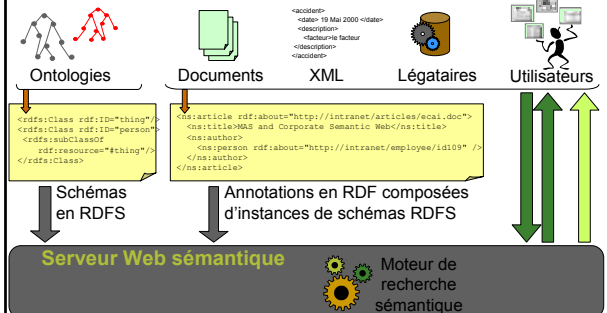 <accident>
<date> 19 Mai 2000 </date>
<description>
<facteur>le facteur
</description>
</accident>
Ontologies
Documents
XML
Légataires
Utilisateurs
<rdfs:Class rdf:ID="thing"/>
<rdfs:Class rdf:ID="person">
<rdfs:subClassOf
rdf:resource="#thing"/>
</rdfs:Class>
<ns:article rdf:about="http://intranet/articles/ecai.doc">
<ns:title>MAS and Corporate Semantic Web</ns:title>
<ns:author>
<ns:person rdf:about="http://intranet/employee/id109" />
</ns:author>
</ns:article>
Schémas
en RDFS
Annotations en RDF composées
d'instances de schémas RDFS
Serveur Web sémantique
Moteur de
recherche
sémantique